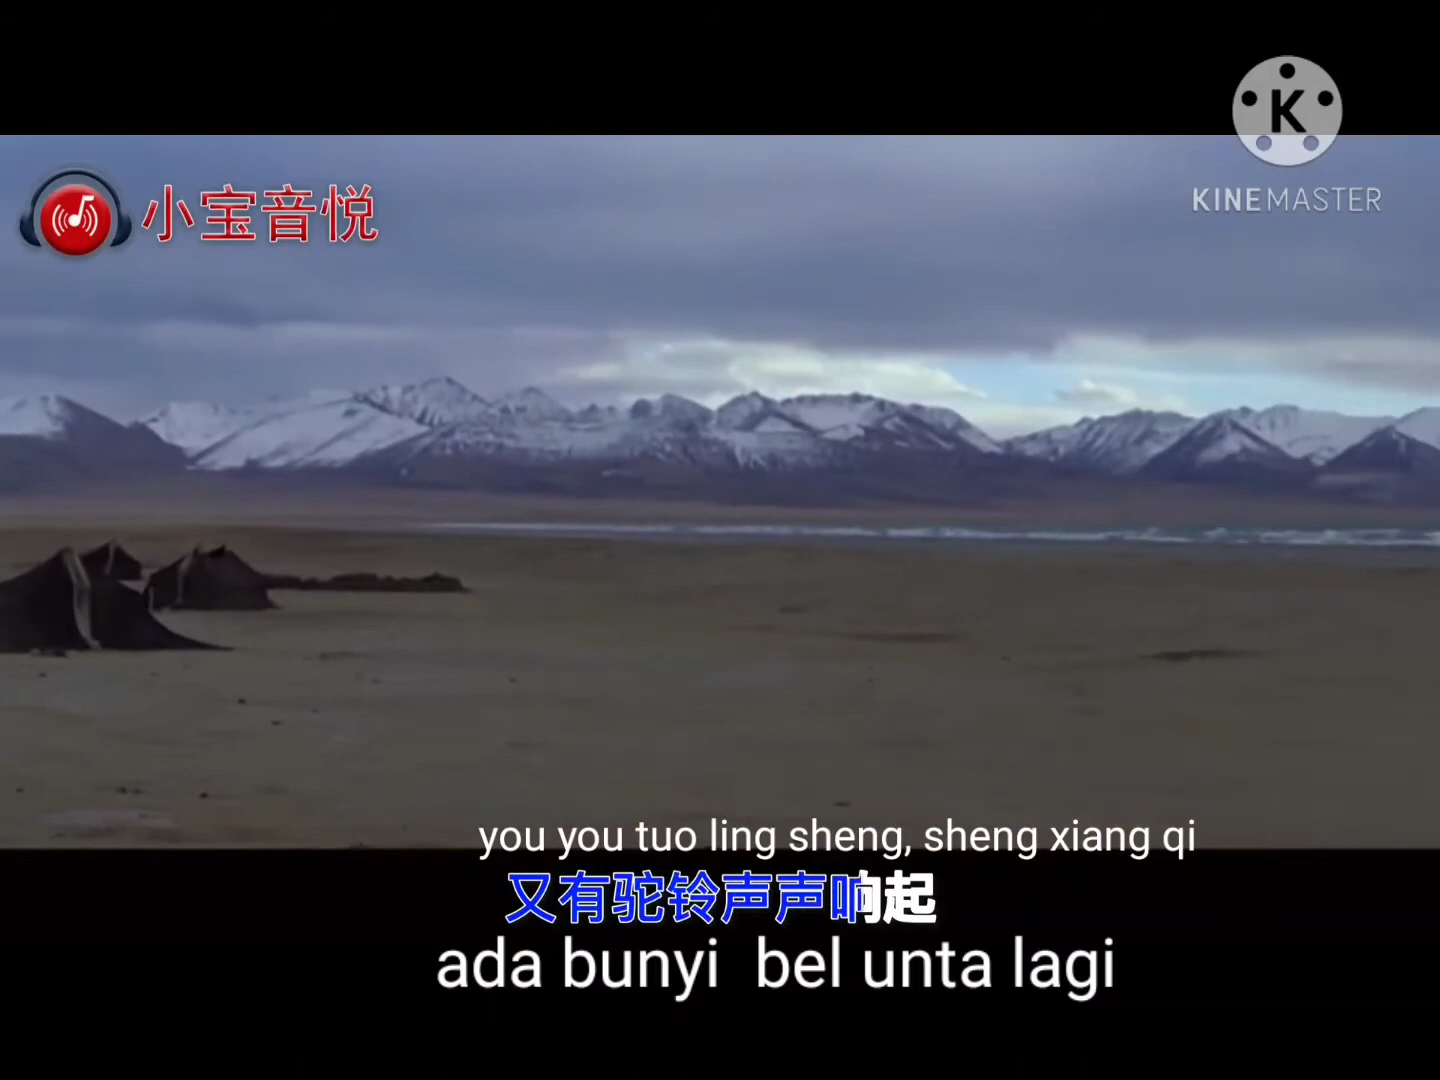 K
KINEMASTER
小宝音悦
you you tuo ling sheng, sheng xiang qi
又有驼铃声声响起
ada bunyi bel unta lagi